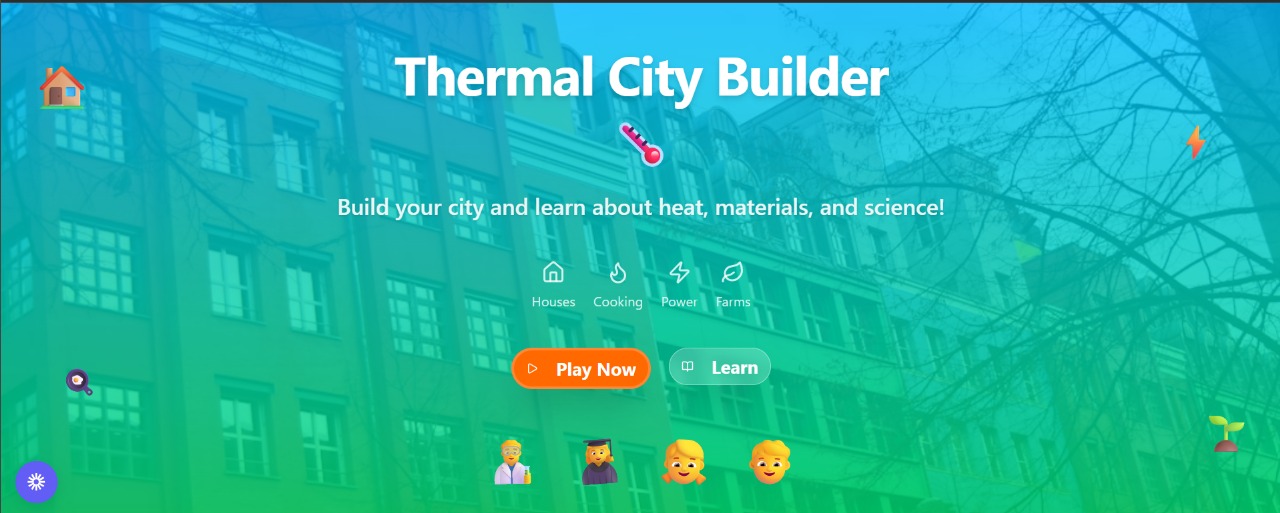 Thermal City Builder
Build your city and learn about heat, materials, and science!
Houses Cooking Power Farms
Play Now Learn